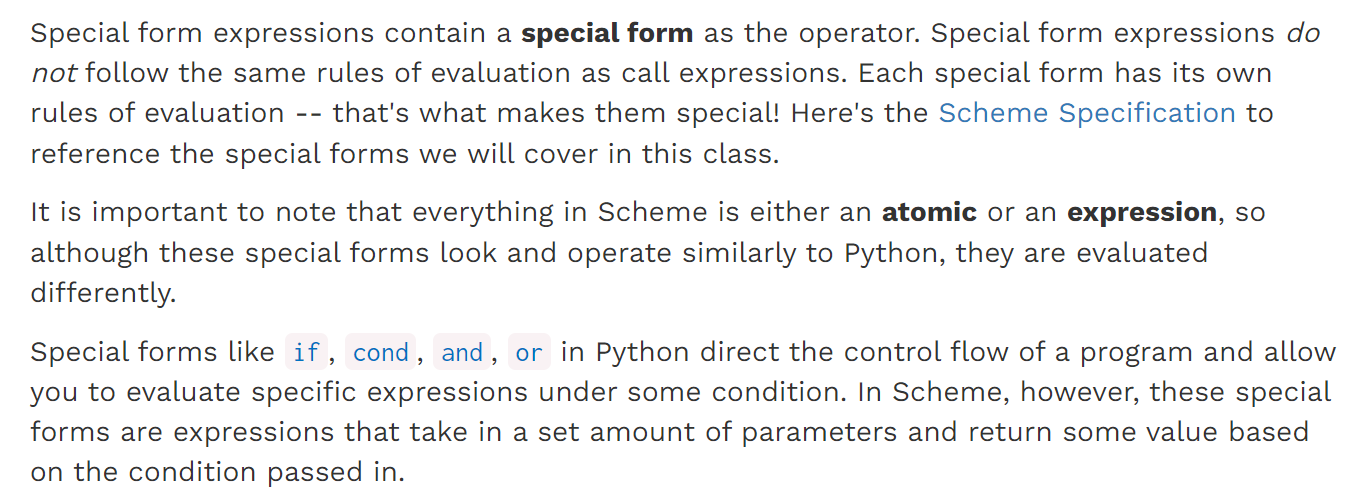 Special form expressions contain a special form as the operator. Special form expressions do
not follow the same rules of evaluation as call expressions. Each special form has its own
rules of evaluation -- that's what makes them special! Here's the Scheme Specification to
reference the special forms we will cover in this class.
It is important to note that everything in Scheme is either an atomic or an expression, so
although these special forms look and operate similarly to Python, they are evaluated
differently.
Special forms like if, cond, and, or in Python direct the control flow of a program and allow
you to evaluate specific expressions under some condition. In Scheme, however, these special
forms are expressions that take in a set amount of parameters and return some value based
on the condition passed in.